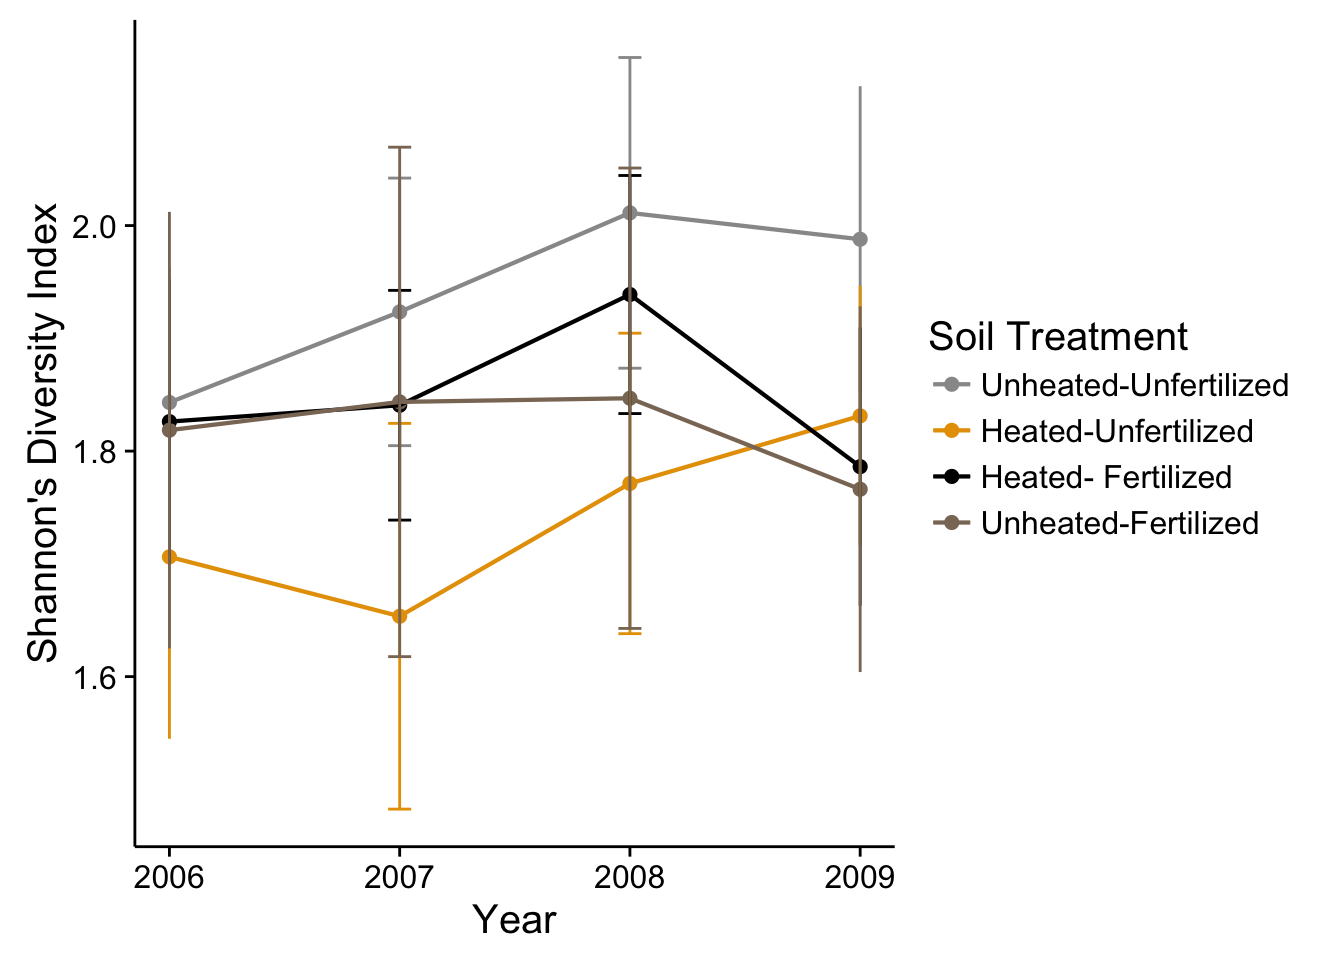 Shannon's Diversity Index
2.0
1.8
1.6
2006 2007 2008 2009
Year
Soil Treatment
Unheated-Unfertilized
Heated-Unfertilized
Heated- Fertilized
Unheated-Fertilized